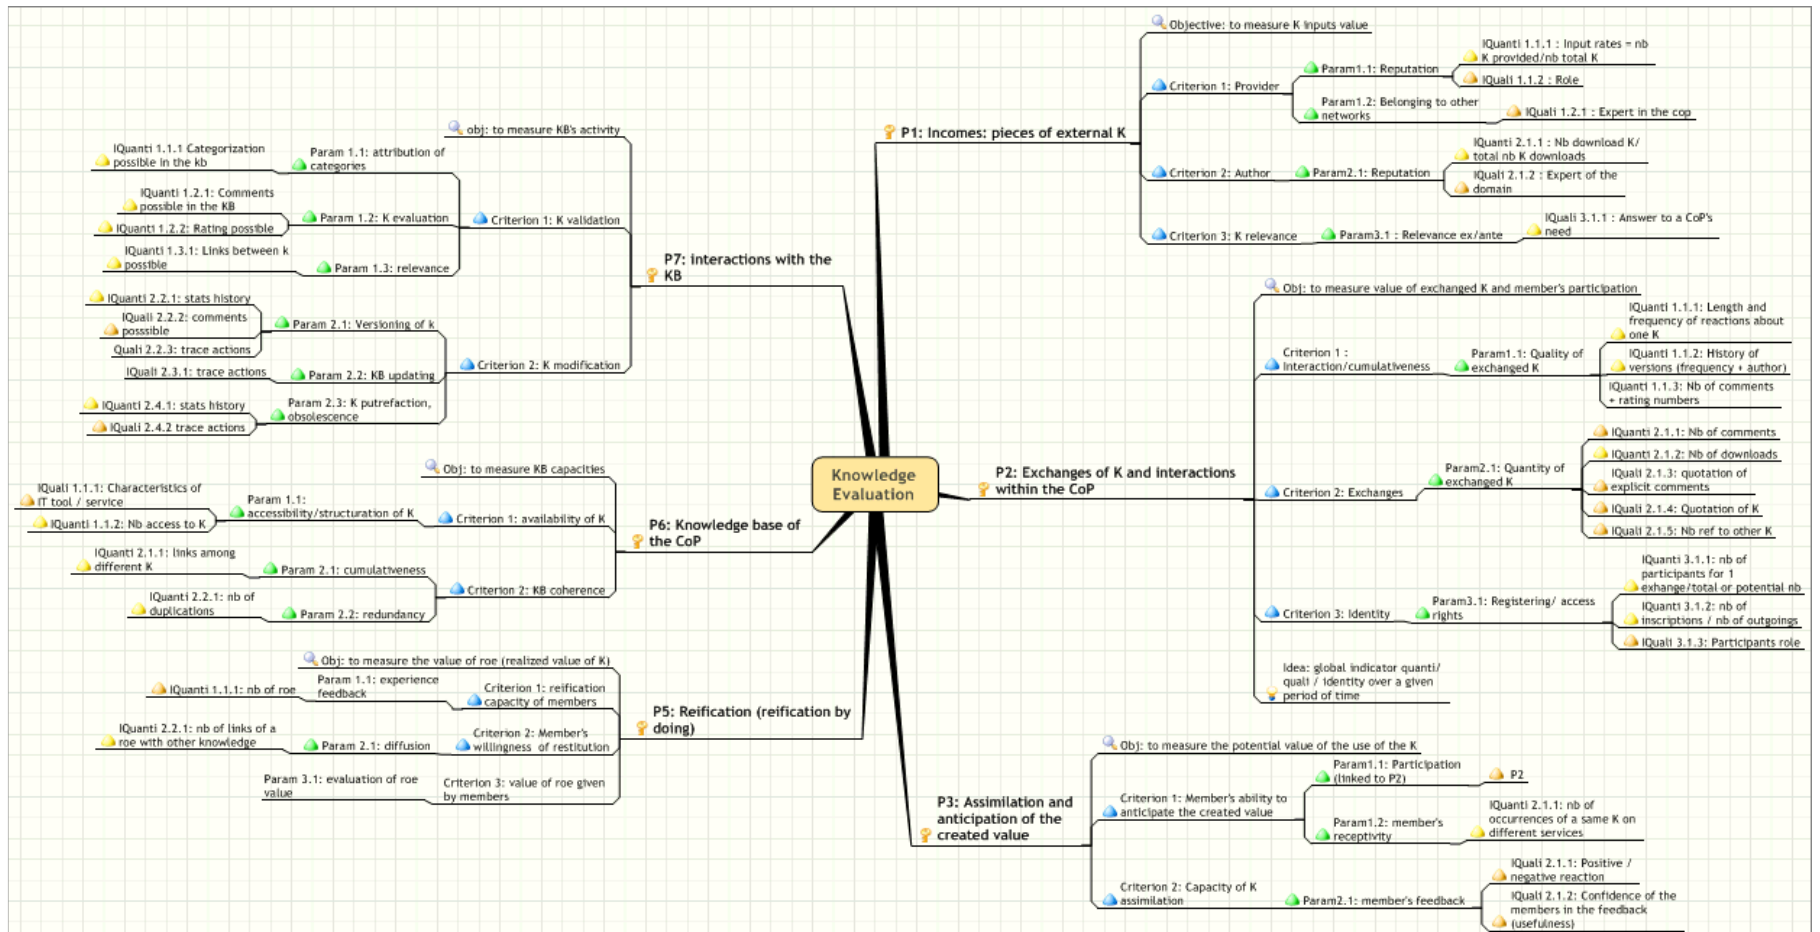 Knowledge
Evaluation
P1: Incomes: pieces of external K
Objective: to measure K inputs value
Criterion 1: Provider
Param1.1: Reputation
IQuanti 1.1.1 : Input rates = nb
K provided/nb total K
IQuali 1.1.2 : Role
Param1.2: Belonging to other
networks
IQuali 1.2.1 : Expert in the cop
Criterion 2: Author
Param2.1: Reputation
IQuanti 2.1.1 : Nb download K/
total nb K downloads
IQuali 2.1.2 : Expert of the
domain
Criterion 3: K relevance
Param3.1 : Relevance ex/ante
IQuali 3.1.1 : Answer to a CoP's
need
P2: Exchanges of K and interactions
within the CoP
Obj: to measure value of exchanged K and member's participation
Criterion 1 :
Interaction/cumulativeness
Param1.1: Quality of
exchanged K
IQuanti 1.1.1: Length and
frequency of reactions about
one K
IQuanti 1.1.2: History of
versions (frequency + author)
IQuanti 1.1.3: Nb of comments
+ rating numbers
Criterion 2: Exchanges
Param2.1: Quantity of
exchanged K
IQuanti 2.1.1: Nb of comments
IQuanti 2.1.2: Nb of downloads
IQuali 2.1.3: quotation of
explicit comments
IQuali 2.1.4: Quotation of K
IQuali 2.1.5: Nb ref to other K
Criterion 3: Identity
Param3.1: Registering/ access
rights
IQuanti 3.1.1: nb of
participants for 1
exhange/total or potential nb
IQuanti 3.1.2: nb of
inscriptions / nb of outgoings
IQuali 3.1.3: Participants role
Idea: global indicator quanti/
quali / identity over a given
period of time
P3: Assimilation and
anticipation of the
created value
Obj: to measure the potential value of the use of the K
Criterion 1: Member's ability to
anticipate the created value
Param1.1: Participation
(linked to P2)
P2
Param1.2: member's
receptivity
IQuanti 2.1.1: nb of
occurrences of a same K on
different services
Criterion 2: Capacity of K
assimilation
Param2.1: member's feedback
IQuali 2.1.1: Positive /
negative reaction
IQuali 2.1.2: Confidence of the
members in the feedback
(usefulness)
P5: Reification (reification by
doing)
Obj: to measure the value of roe (realized value of K)
Criterion 1: reification
capacity of members
Param 1.1: experience
feedback
IQuanti 1.1.1: nb of roe
Criterion 2: Member's
willingness of restitution
Param 2.1: diffusion
IQuanti 2.2.1: nb of links of a
roe with other knowledge
Criterion 3: value of roe given
by members
Param 3.1: evaluation of roe
value
P6: Knowledge base of
the CoP
Obj: to measure KB capacities
Criterion 1: availability of K
Param 1.1:
accessibility/structuration of K
IQuali 1.1.1: Characteristics of
IT tool / service
IQuanti 1.1.2: Nb access to K
Criterion 2: KB coherence
Param 2.1: cumulativeness
IQuanti 2.1.1: links among
different K
Param 2.2: redundancy
IQuanti 2.2.1: nb of
duplications
P7: interactions with the
KB
obj: to measure KB's activity
Criterion 1: K validation
Param 1.1: attribution of
categories
IQuanti 1.1.1 Categorization
possible in the kb
Param 1.2: K evaluation
IQuanti 1.2.1: Comments
possible in the KB
IQuanti 1.2.2: Rating possible
Param 1.3: relevance
IQuanti 1.3.1: Links between k
possible
Criterion 2: K modification
Param 2.1: Versioning of k
IQuanti 2.2.1: stats history
IQuali 2.2.2: comments
posssible
Quali 2.2.3: trace actions
Param 2.2: KB updating
IQuali 2.3.1: trace actions
Param 2.3: K putrefaction,
obsolescence
IQuanti 2.4.1: stats history
IQuali 2.4.2 trace actions